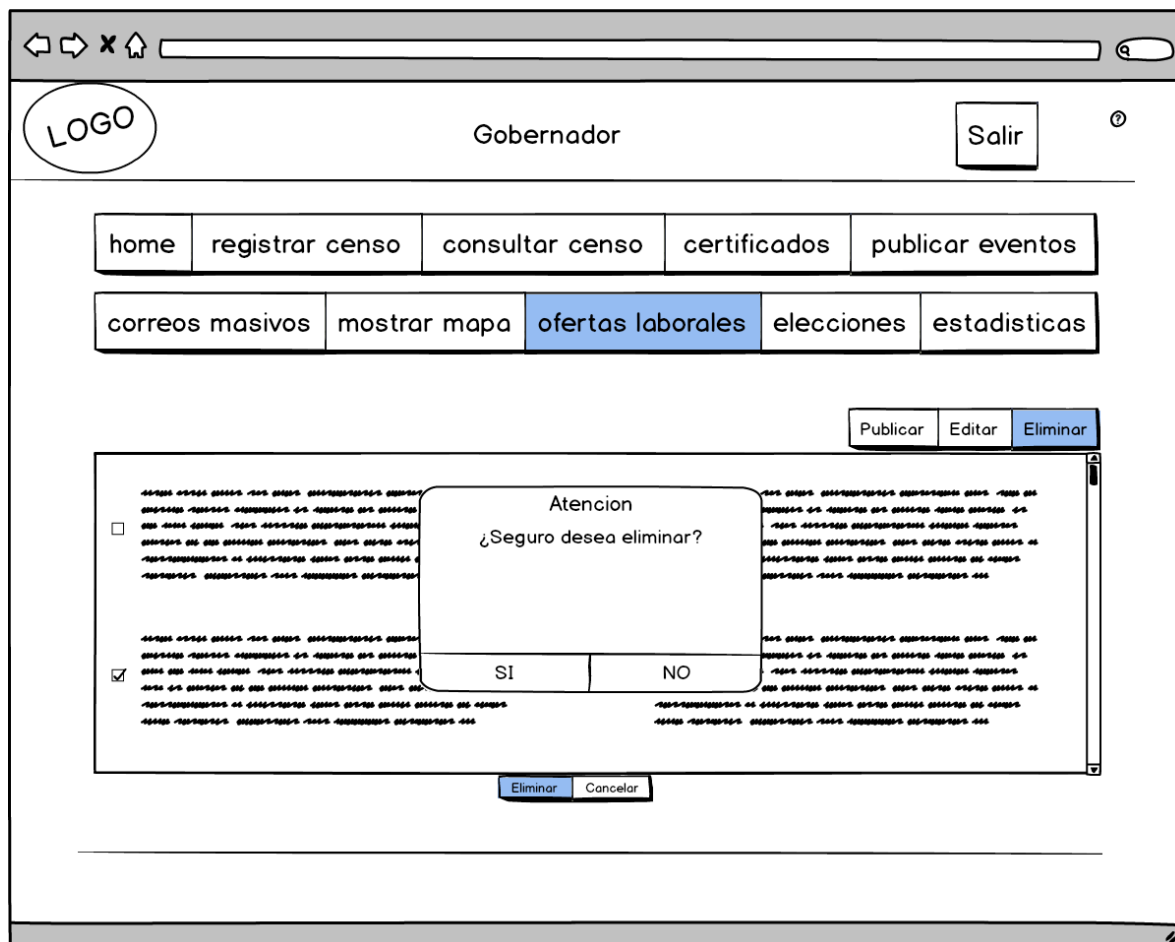 LOGO
Gobernador
Salir
?
home registrar censo consultar censo certificados publicar eventos
correos masivos mostrar mapa ofertas laborales elecciones estadisticas
Publicar Editar Eliminar
Atencion
¿Seguro desea eliminar?
SI NO
Eliminar Cancelar